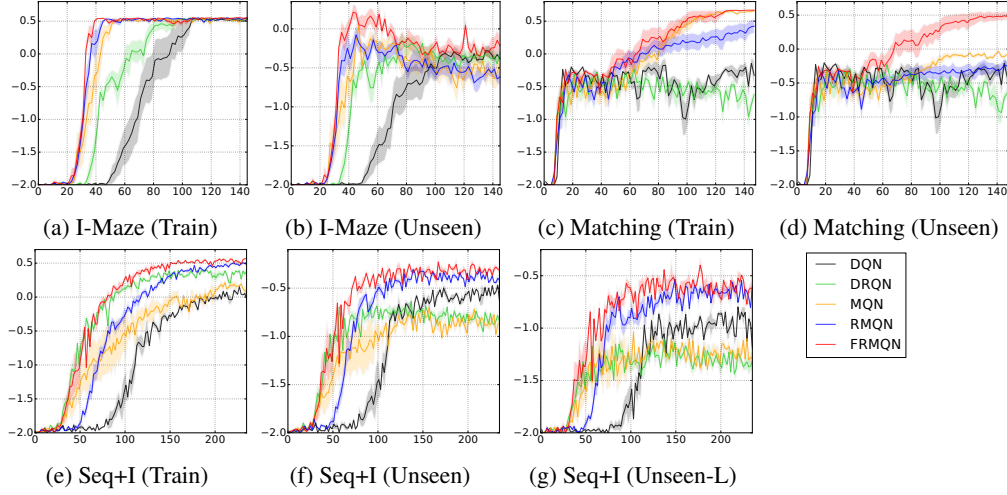 0.5
0.0
−0.5
−1.0
−1.5
−2.0
0 20 40 60 80 100 120 140
(a) I-Maze (Train)
0.0
−0.5
−1.0
−1.5
−2.0
0 20 40 60 80 100 120 140
(b) I-Maze (Unseen)
0.5
0.0
−0.5
−1.0
−1.5
−2.0
0 20 40 60 80 100 120 140
(c) Matching (Train)
0.5
0.0
−0.5
−1.0
−1.5
−2.0
0 20 40 60 80 100 120 140
(d) Matching (Unseen)
0.5
0.0
−0.5
−1.0
−1.5
−2.0
0 50 100 150 200
(e) Seq+I (Train)
−0.5
−1.0
−1.5
−2.0
0 50 100 150 200
(f) Seq+I (Unseen)
−0.5
−1.0
−1.5
−2.0
0 50 100 150 200
(g) Seq+I (Unseen-L)
DQN
DRQN
MQN
RMQN
FRMQN